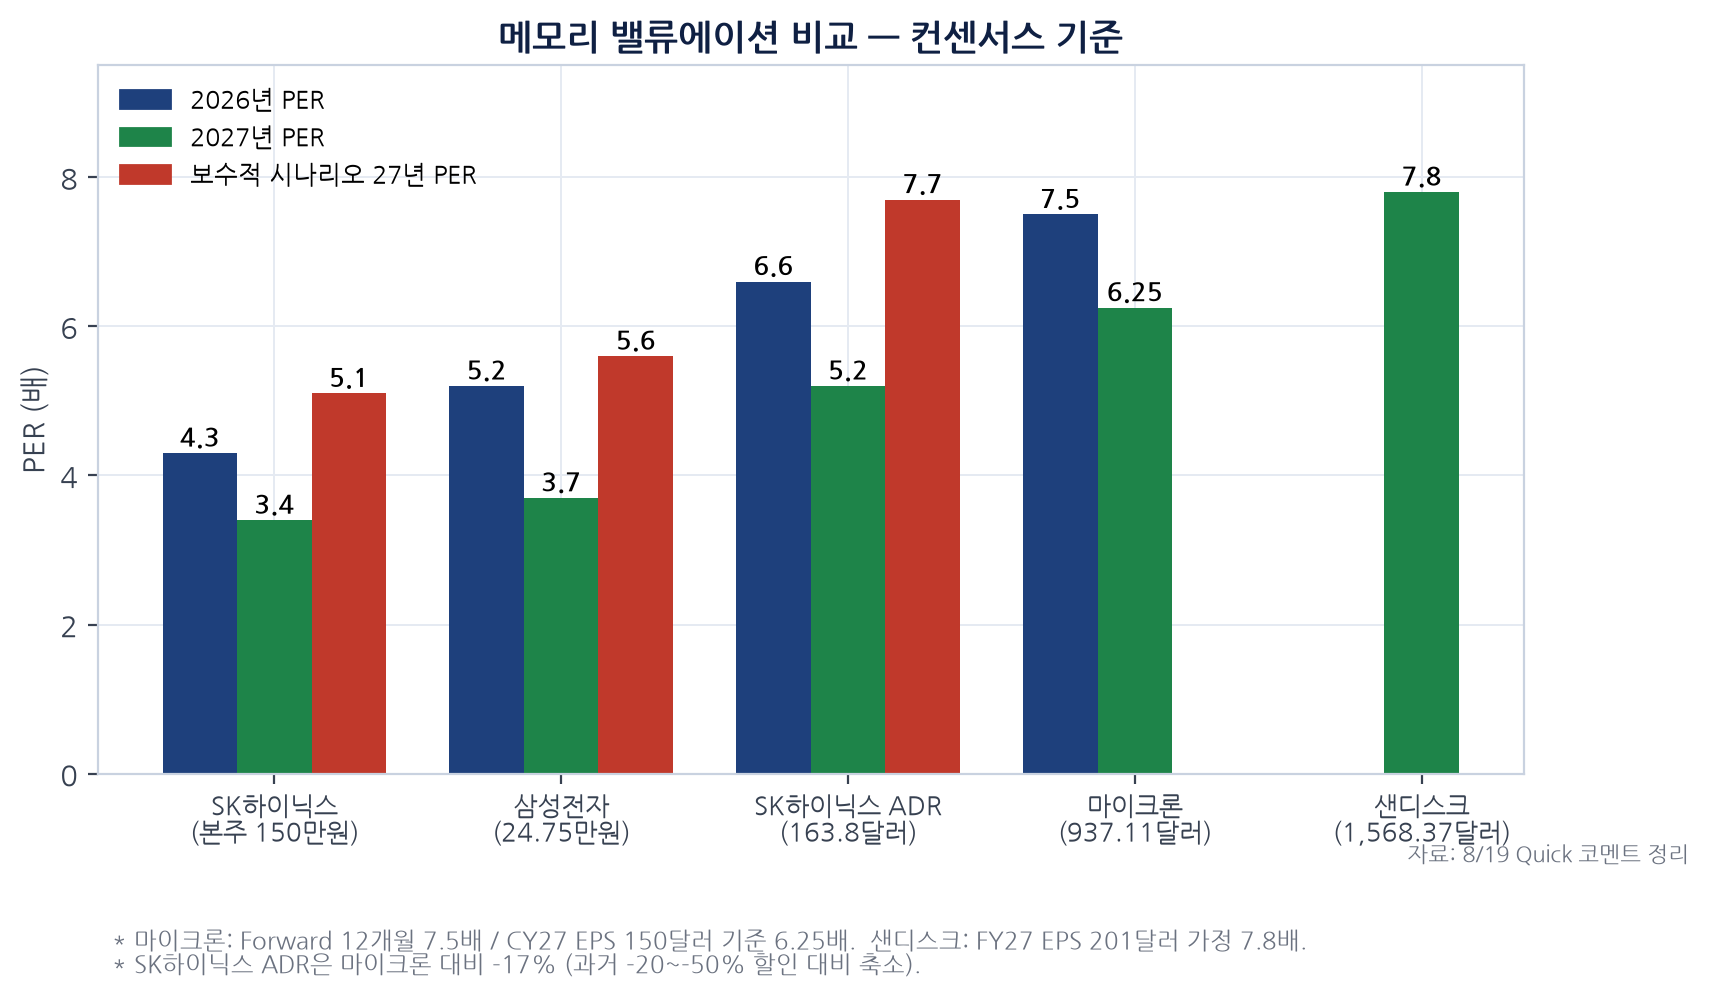 메모리 밸류에이션 비교 — 컨센서스 기준
2026년 PER
2027년 PER
보수적 시나리오 27년 PER
PER (배)
8
6
4
2
0
4.3
3.4
5.1
5.2
3.7
5.6
6.6
5.2
7.7
7.5
6.25
7.8
SK하이닉스
(본주 150만원)
삼성전자
(24.75만원)
SK하이닉스 ADR
(163.8달러)
마이크론
(937.11달러)
샌디스크
(1,568.37달러)
자료: 8/19 Quick 코멘트 정리
* 마이크론: Forward 12개월 7.5배 / CY27 EPS 150달러 기준 6.25배.  샌디스크: FY27 EPS 201달러 가정 7.8배.
* SK하이닉스 ADR은 마이크론 대비 -17% (과거 -20~-50% 할인 대비 축소).